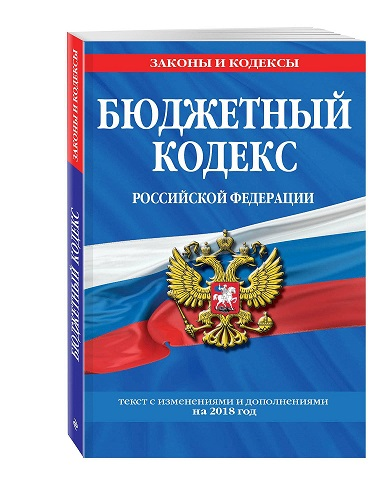 ЗАКОНЫ И КОДЕКСЫ
БЮДЖЕТНЫЙ
КОДЕКС
РОССИЙСКОЙ ФЕДЕРАЦИИ
текст с изменениями и дополнениями
на 2018 год
ЗАКОНЫ И КОДЕКСЫ
БЮДЖЕТНЫЙ КОДЕКС